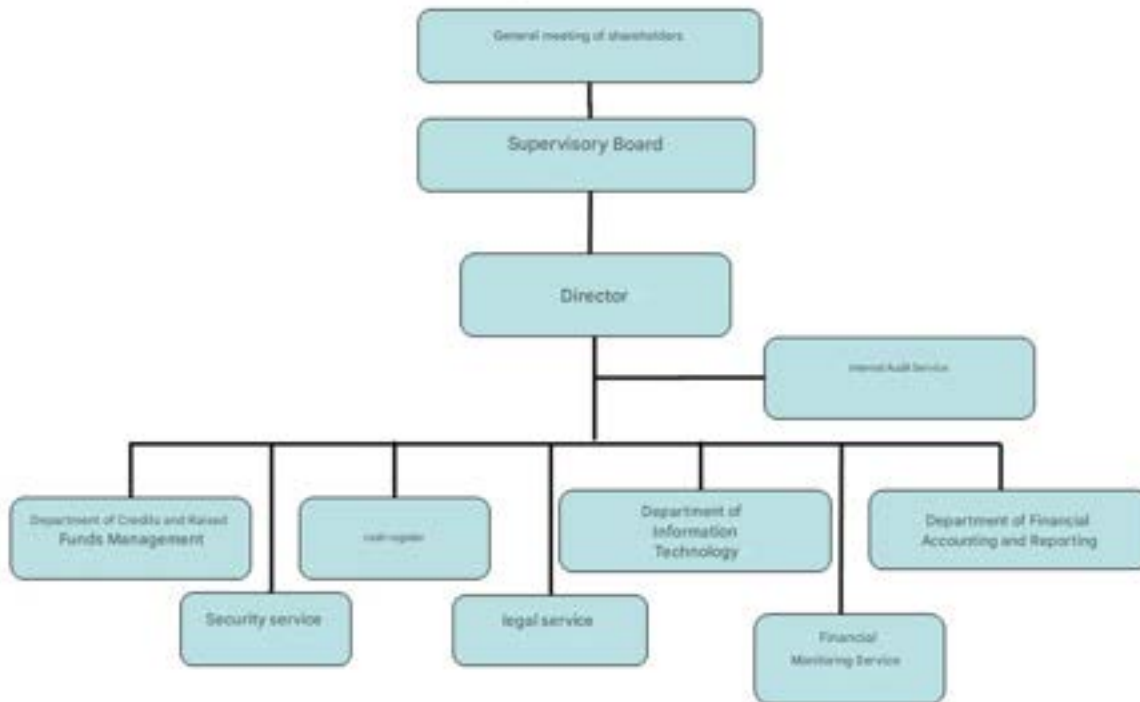 General meeting of shareholders
Supervisory Board
Director
Internal Audit Service
Department of Credits and Raised
Funds Management
cash register
Department of
Information
Technology
Department of Financial
Accounting and Reporting
Security service
legal service
Financial
Monitoring Service